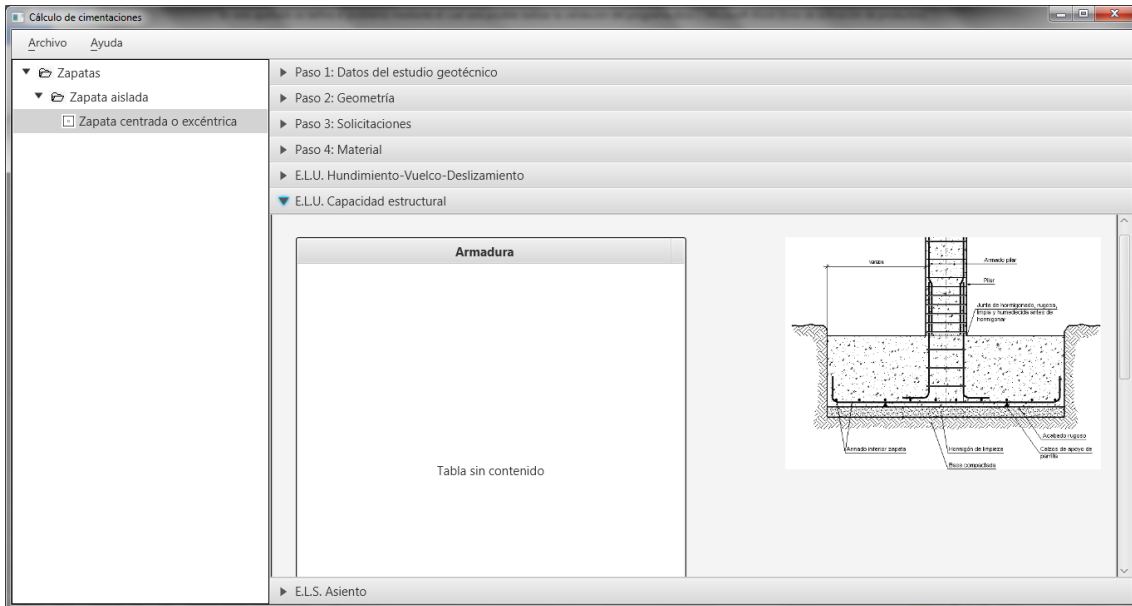 Cálculo de cimentaciones
Archivo Ayuda
Zapatas
Zapata aislada
Zapata centrada o excéntrica
Paso 1: Datos del estudio geotécnico
Paso 2: Geometría
Paso 3: Solicitaciones
Paso 4: Material
E.L.U. Hundimiento-Vuelco-Deslizamiento
E.L.U. Capacidad estructural
Armadura
Tabla sin contenido
Armado pilar
Pilar
Junta de hormigonado, rugosa,
limpia y humedecida antes de
hormigonar
Acabado rugoso
Armado inferior zapata
Hormigón de limpieza
Calzos de apoyo de
parrilla
Base compactada
E.L.S. Asiento